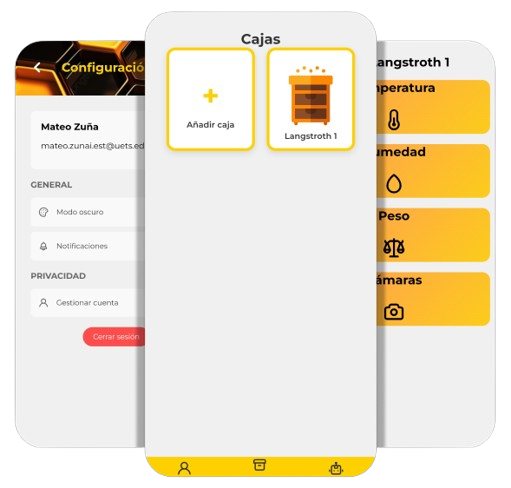 Configuració
Mateo Zuña
mateo.zunai.est@uets.ed
GENERAL
Modo oscuro
Notificaciones
PRIVACIDAD
Gestionar cuenta
Cerrar sesión
Cajas
Añadir caja
Langstroth 1
Langstroth 1
mperatura
umedad
Peso
ámaras